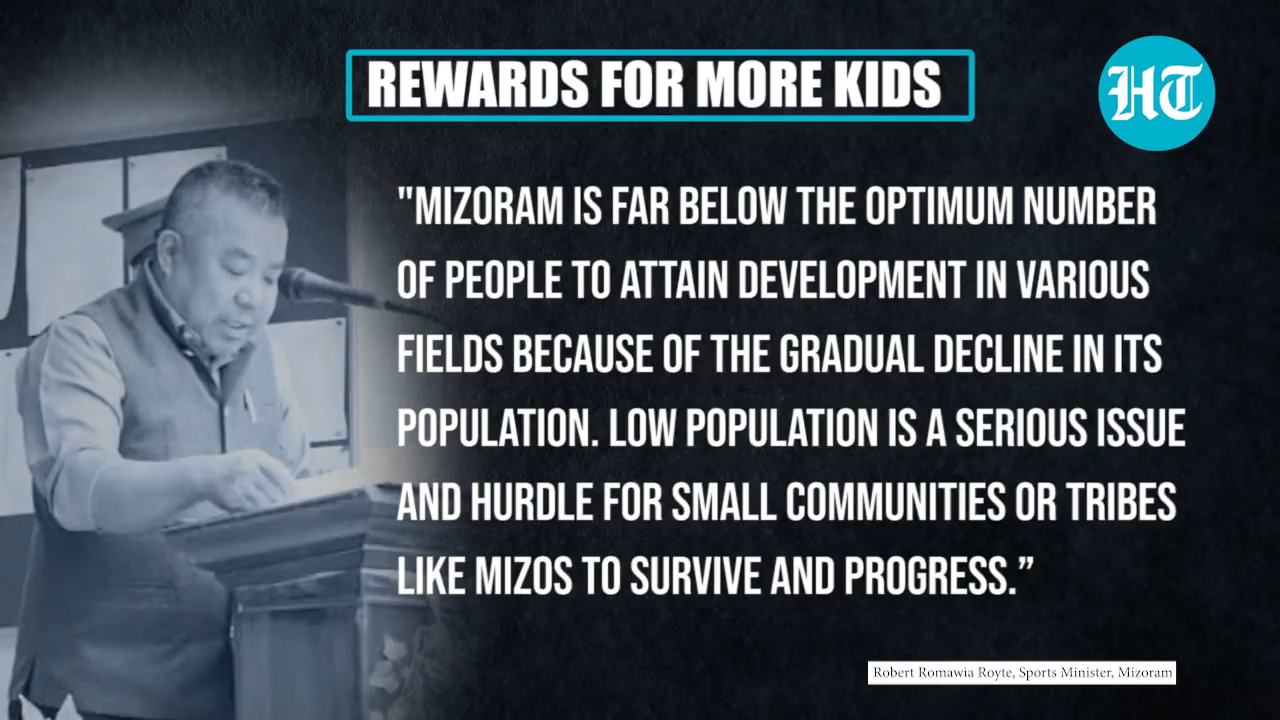 REWARDS FOR MORE KIDS
HT
"MIZORAM IS FAR BELOW THE OPTIMUM NUMBER
OF PEOPLE TO ATTAIN DEVELOPMENT IN VARIOUS
FIELDS BECAUSE OF THE GRADUAL DECLINE IN ITS
POPULATION. LOW POPULATION IS A SERIOUS ISSUE
AND HURDLE FOR SMALL COMMUNITIES OR TRIBES
LIKE MIZOS TO SURVIVE AND PROGRESS.”
Robert Romawia Royte, Sports Minister, Mizoram